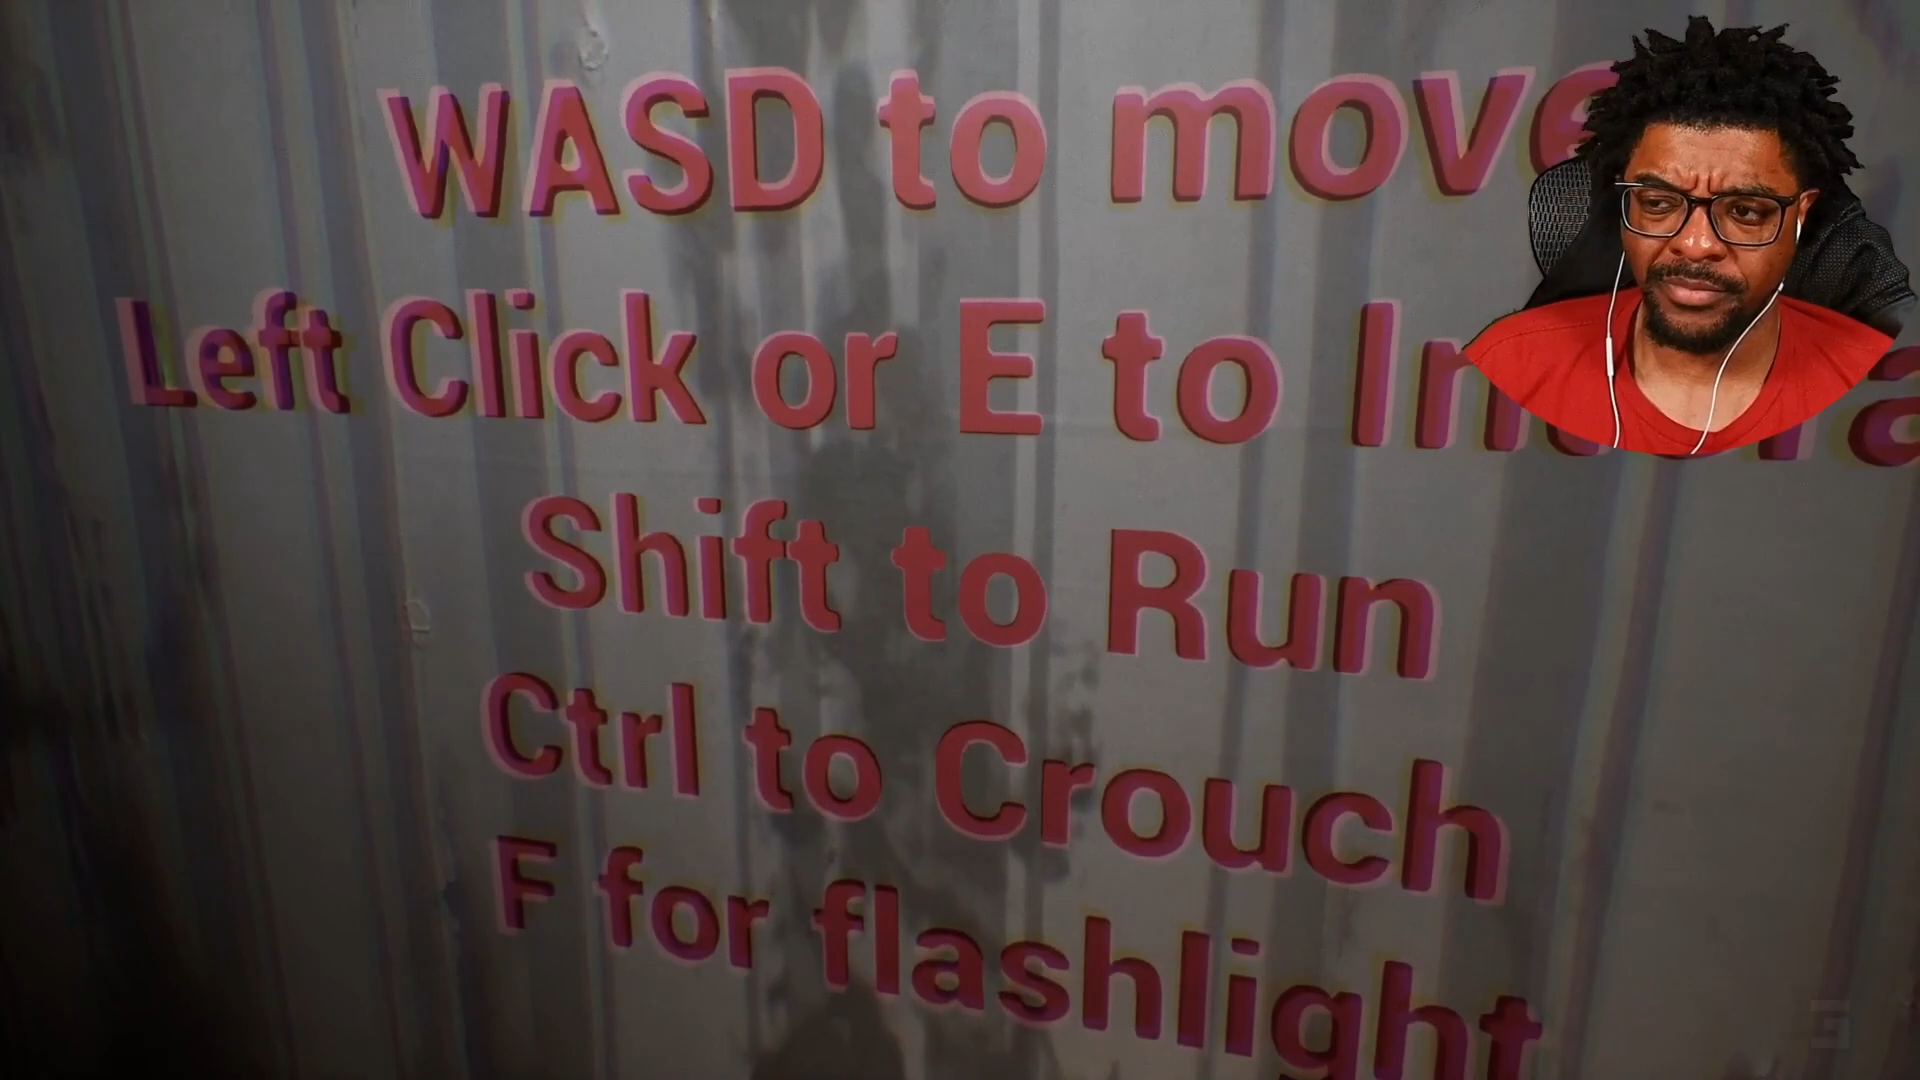 WASD to move
Left Click or E to
Shift to Run
Ctrl to Crouch
F for flashlight